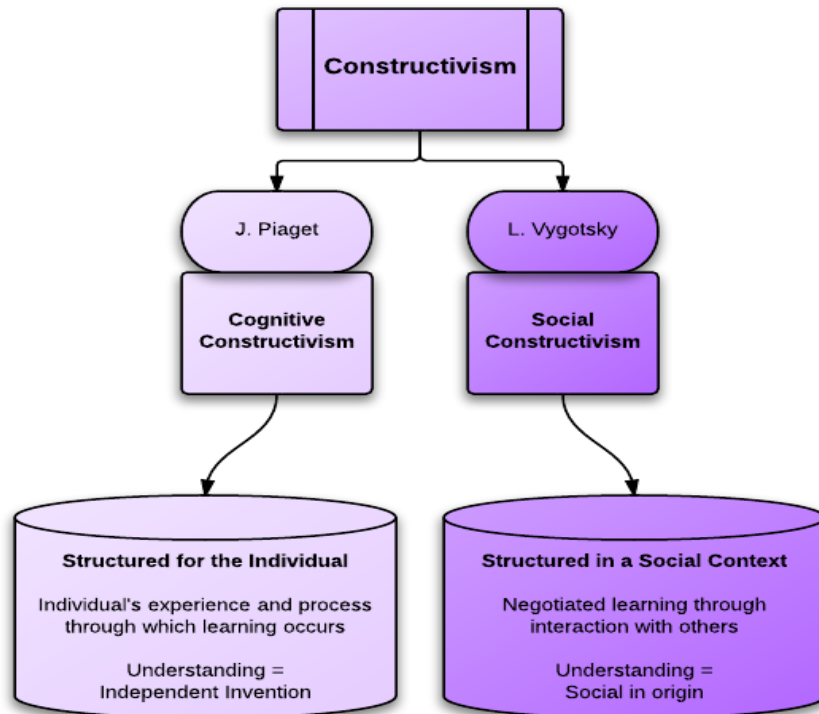 Constructivism
J. Piaget
Cognitive
Constructivism
Structured for the Individual
Individual's experience and process
through which learning occurs
Understanding =
Independent Invention
L. Vygotsky
Social
Constructivism
Structured in a Social Context
Negotiated learning through
interaction with others
Understanding =
Social in origin